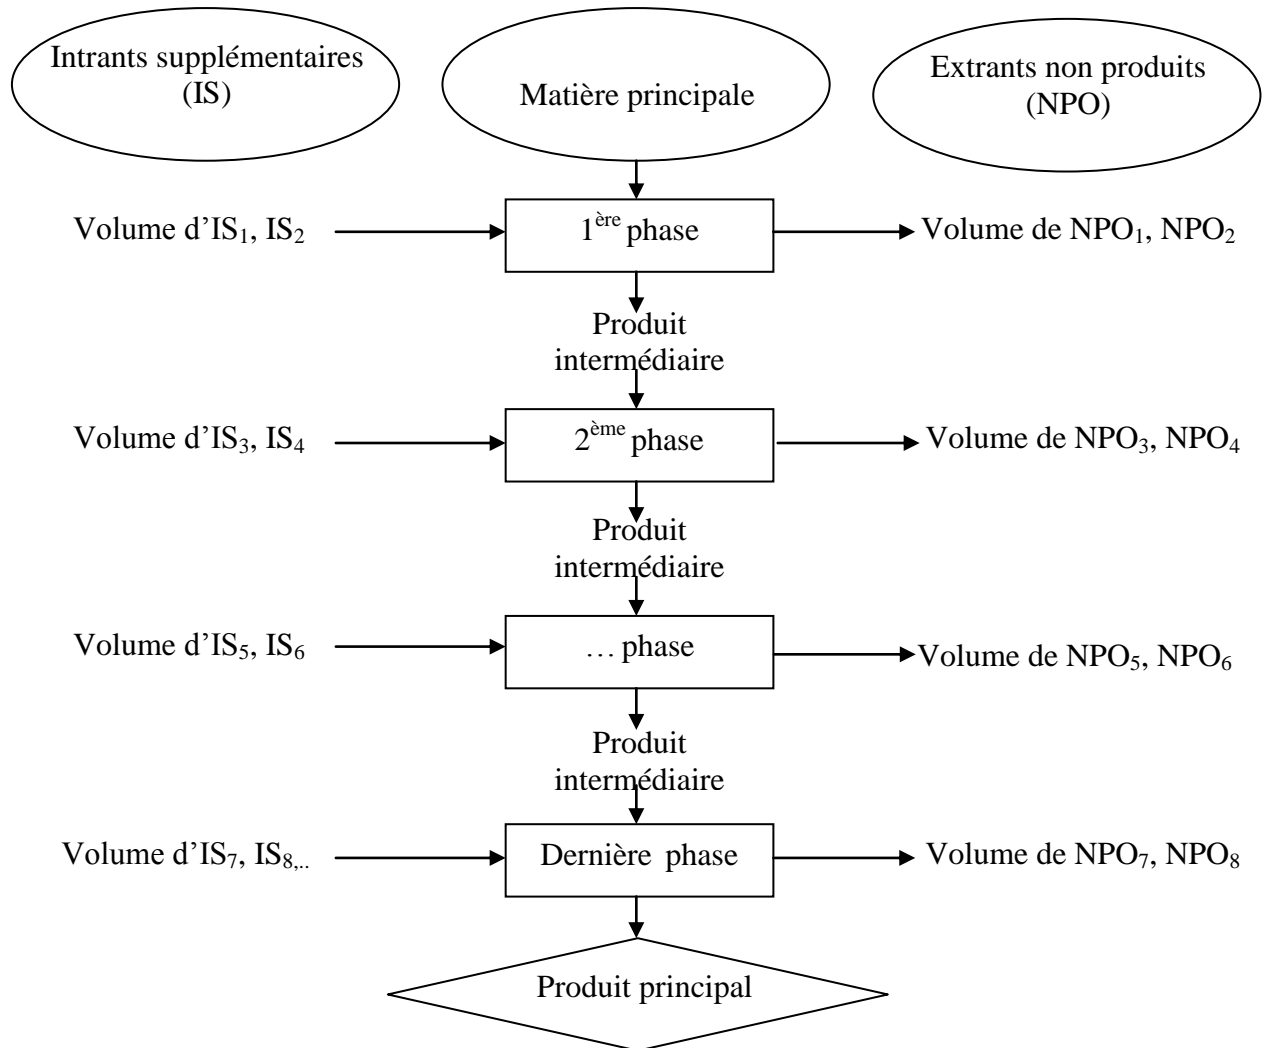 Intrants supplémentaires
(IS)
Matière principale
Extrants non produits
(NPO)
Volume d’IS₁, IS₂
1ère phase
Volume de NPO₁, NPO₂
Produit
intermédiaire
Volume d’IS₃, IS₄
2ème phase
Volume de NPO₃, NPO₄
Produit
intermédiaire
Volume d’IS₅, IS₆
… phase
Volume de NPO₅, NPO₆
Produit
intermédiaire
Volume d’IS₇, IS₈,..
Dernière phase
Volume de NPO₇, NPO₈
Produit principal